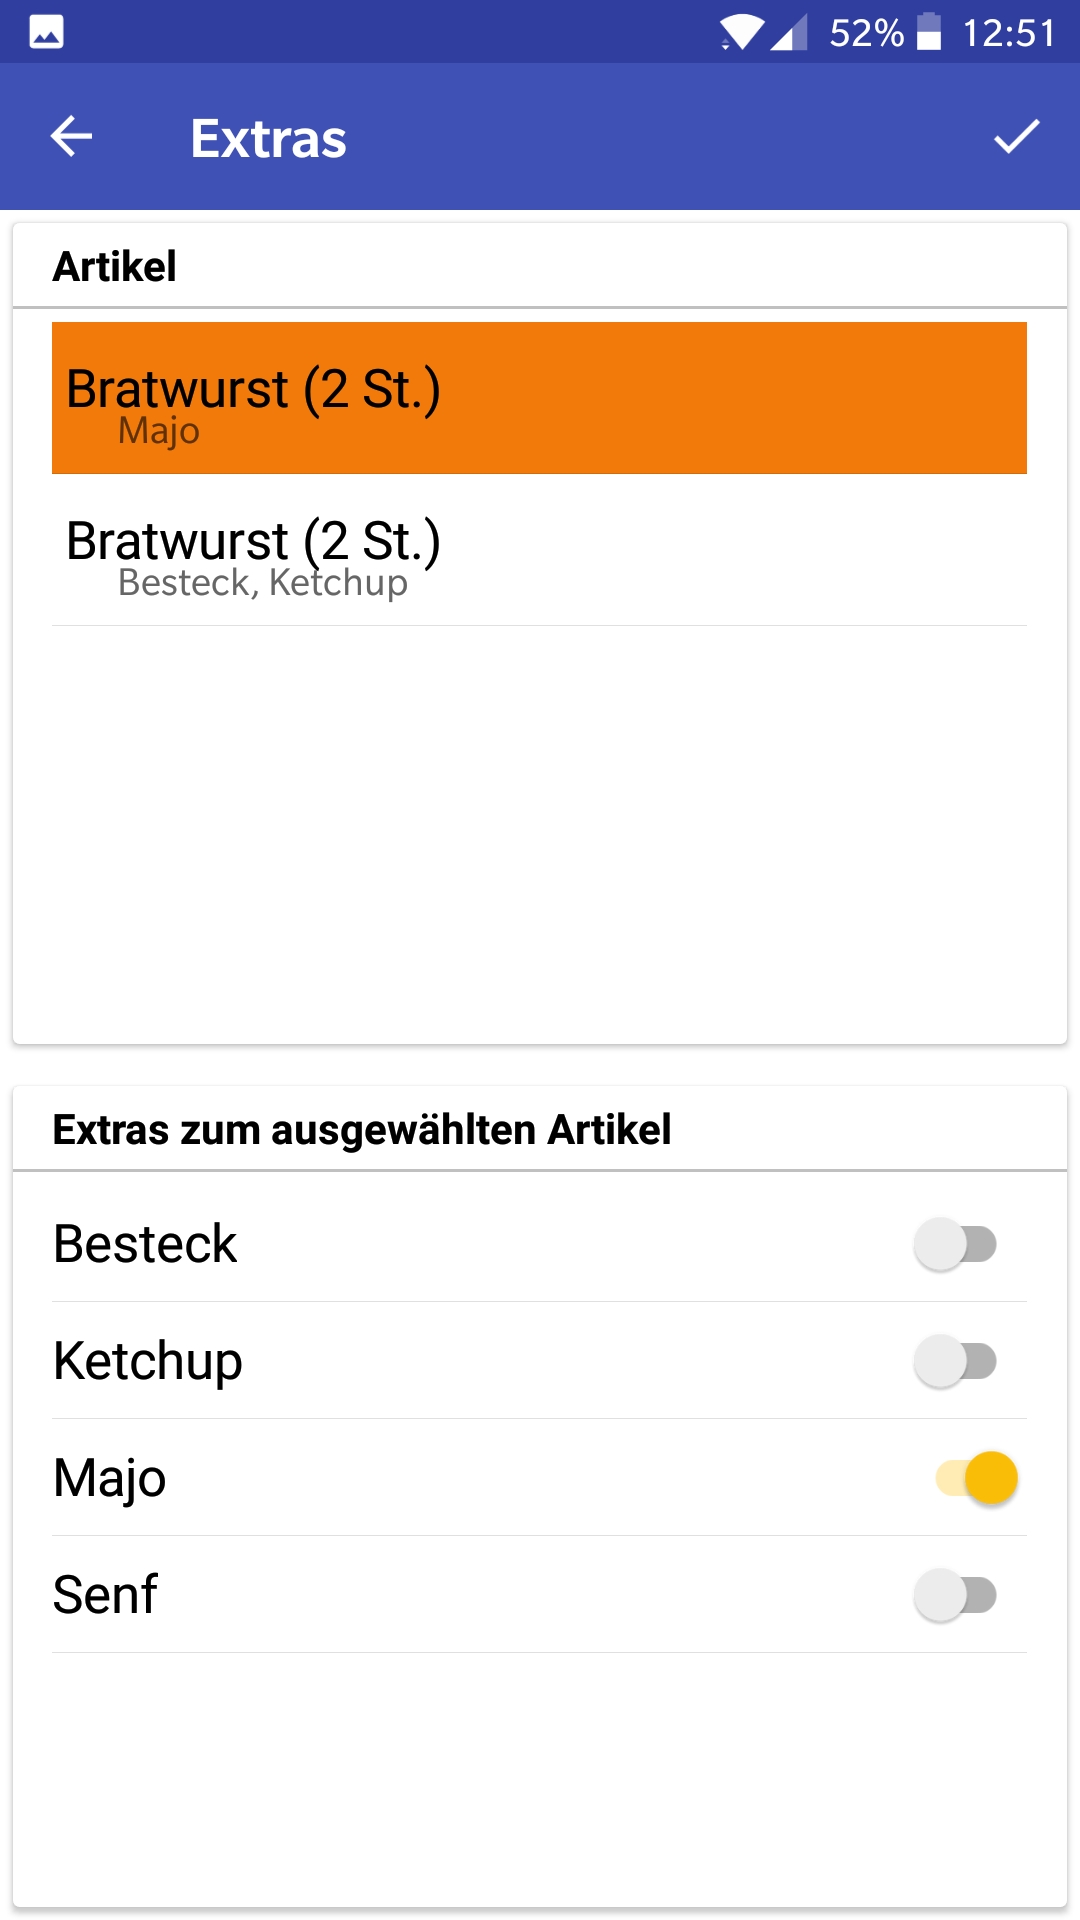 52% 12:51
Extras
Artikel
Bratwurst (2 St.)
Majo
Bratwurst (2 St.)
Besteck, Ketchup
Extras zum ausgewählten Artikel
Besteck
Ketchup
Majo
Senf